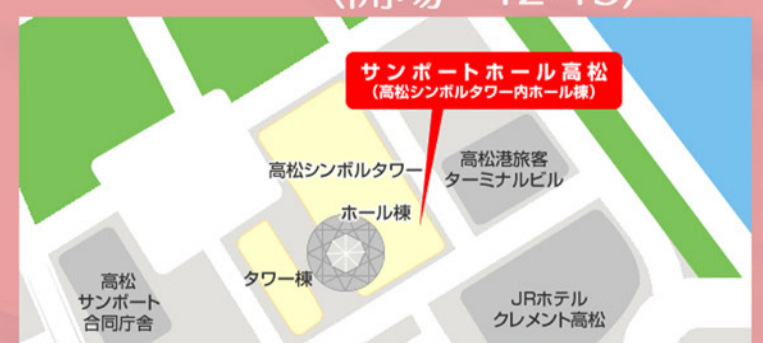 サンポートホール高松
(高松シンボルタワー内ホール棟)
高松シンボルタワー
ホール棟
高松港旅客
ターミナルビル
タワー棟
高松
サンポート
合同庁舎
JRホテル
クレメント高松